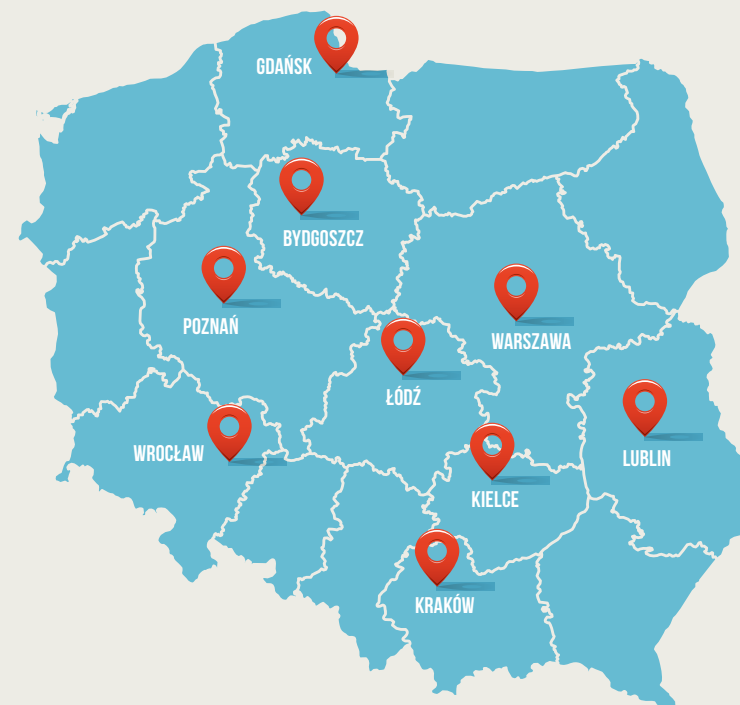 GDAŃSK
BYDGOSZCZ
POZNAŃ
WARSZAWA
ŁÓDŹ
WROCŁAW
LUBLIN
KIELCE
KRAKÓW